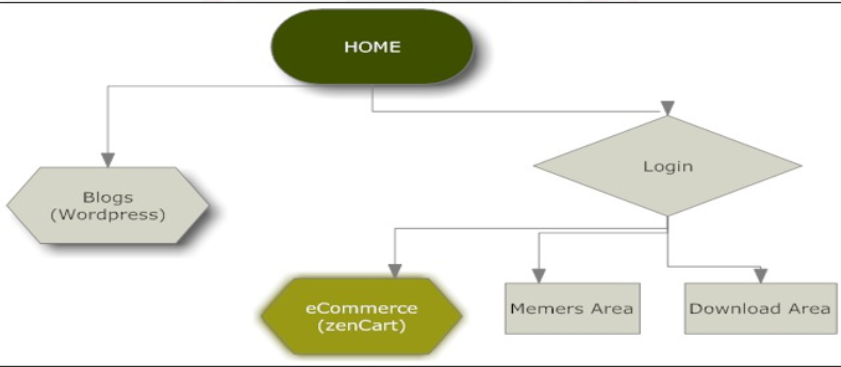 HOME
Login
Blogs
(Wordpress)
eCommerce
(zenCart)
Memers Area
Download Area